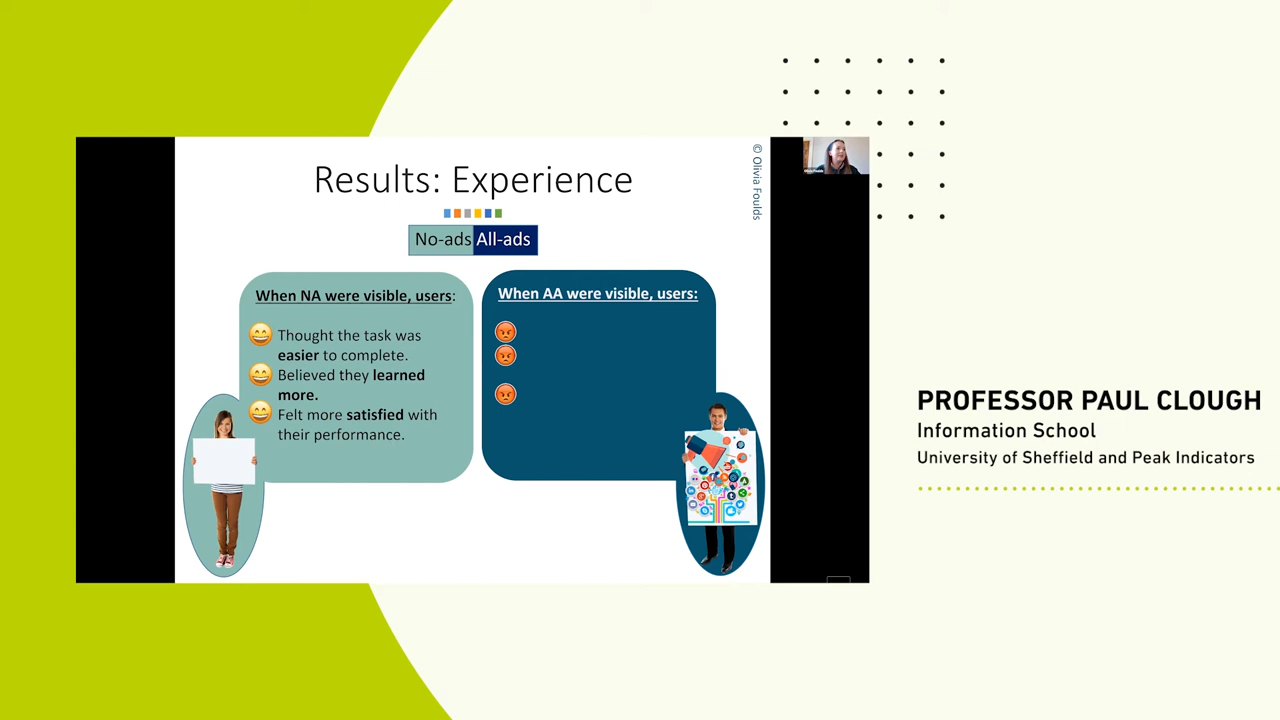 Results: Experience
© Olivia Foulds
No-ads All-ads
When NA were visible, users:
Thought the task was
easier to complete.
Believed they learned
more.
Felt more satisfied with
their performance.
When AA were visible, users:
Olivia Foulds
PROFESSOR PAUL CLOUGH
Information School
University of Sheffield and Peak Indicators